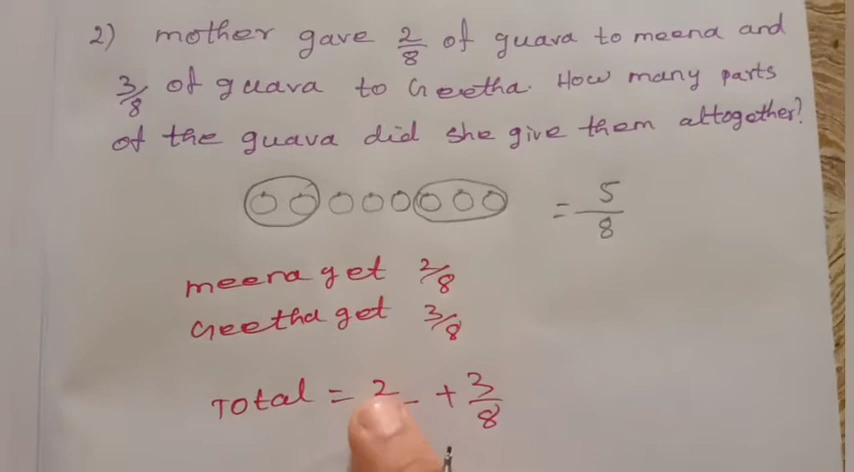 2) mother gave 2/8 of guava to meena and
3/8 of guava to Geetha. How many parts
of the guava did she give them altogether?
= 5/8
meena get 2/8
Geetha get 3/8
Total = 2 + 3/8